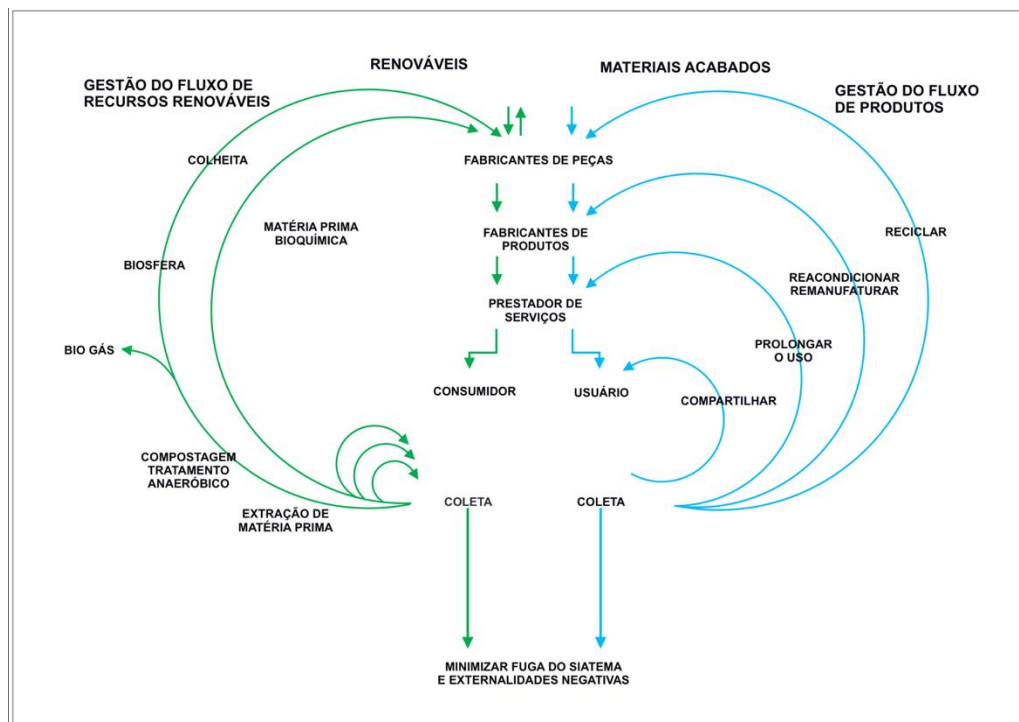 RENOVÁVEIS
MATERIAIS ACABADOS
GESTÃO DO FLUXO DE
RECURSOS RENOVÁVEIS
GESTÃO DO FLUXO
DE PRODUTOS
COLHEITA
FABRICANTES DE PEÇAS
MATÉRIA PRIMA
BIOQUÍMICA
FABRICANTES DE
PRODUTOS
RECICLAR
BIOSFERA
REACONDICIONAR
REMANUFATURAR
PRESTADOR DE
SERVIÇOS
BIO GÁS
PROLONGAR
O USO
CONSUMIDOR
USUÁRIO
COMPARTILHAR
COMPOSTAGEM
TRATAMENTO
ANAERÓBICO
EXTRAÇÃO DE
MATÉRIA PRIMA
COLETA
COLETA
MINIMIZAR FUGA DO SIATEMA
E EXTERNALIDADES NEGATIVAS